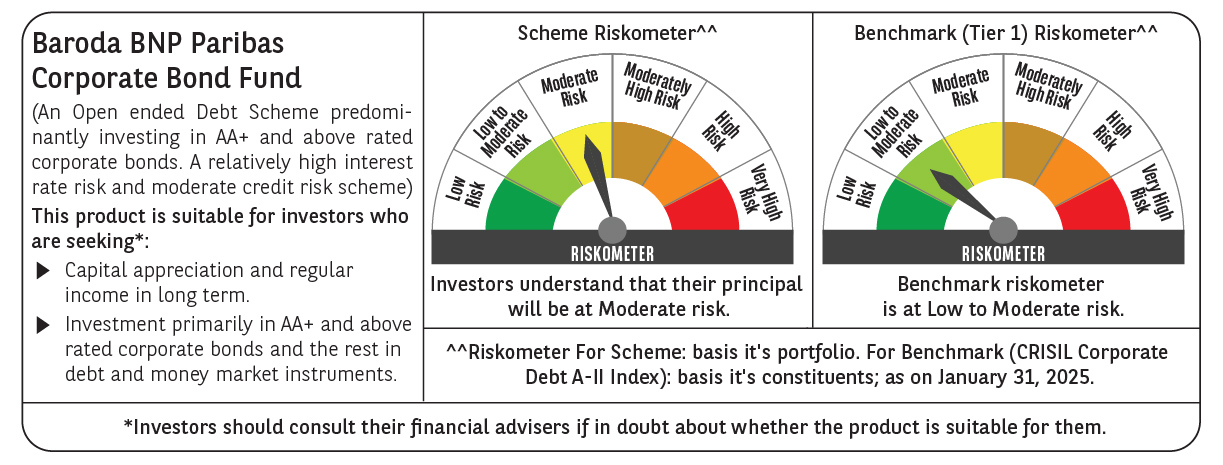 Baroda BNP Paribas
Corporate Bond Fund
(An Open ended Debt Scheme predomi-
nantly investing in AA+ and above rated
corporate bonds. A relatively high interest
rate risk and moderate credit risk scheme)
This product is suitable for investors who
are seeking*:
▶ Capital appreciation and regular
income in long term.
▶ Investment primarily in AA+ and above
rated corporate bonds and the rest in
debt and money market instruments.
Scheme Riskometer^^
Low
Risk
Low to
Moderate
Risk
Moderate
Risk
Moderately
High Risk
High
Risk
Very High
Risk
RISKOMETER
Investors understand that their principal
will be at Moderate risk.
Benchmark (Tier 1) Riskometer^^
Low
Risk
Low to
Moderate
Risk
Moderate
Risk
Moderately
High Risk
High
Risk
Very High
Risk
RISKOMETER
Benchmark riskometer
is at Low to Moderate risk.
^^Riskometer For Scheme: basis it's portfolio. For Benchmark (CRISIL Corporate
Debt A-II Index): basis it's constituents; as on January 31, 2025.
*Investors should consult their financial advisers if in doubt about whether the product is suitable for them.